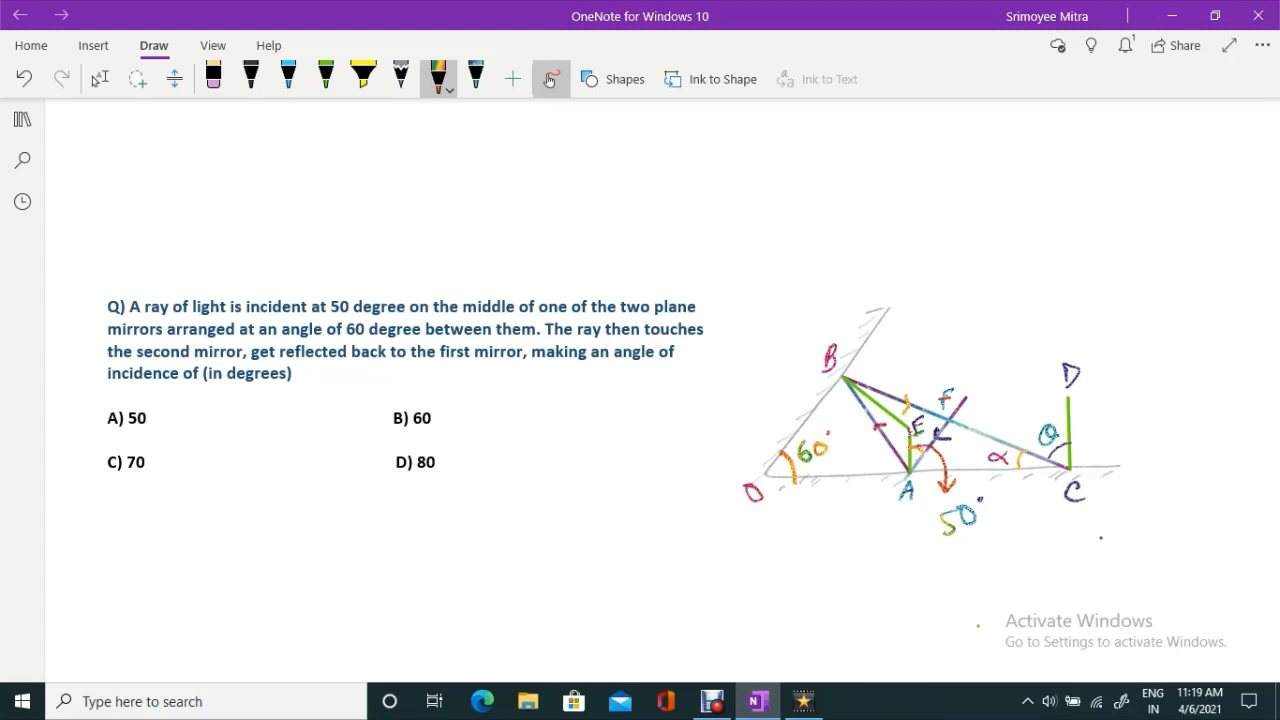 OneNote for Windows 10
Srimoyee Mitra
Home Insert Draw View Help
Share
Shapes
Ink to Shape
Ink to Text
Q) A ray of light is incident at 50 degree on the middle of one of the two plane
mirrors arranged at an angle of 60 degree between them. The ray then touches
the second mirror, get reflected back to the first mirror, making an angle of
incidence of (in degrees)
A) 50 B) 60
C) 70 D) 80
B
D
F
E
θ
60°
α
O
A
C
50°
Activate Windows
Go to Settings to activate Windows.
Type here to search
ENG
IN
11:19 AM
4/6/2021